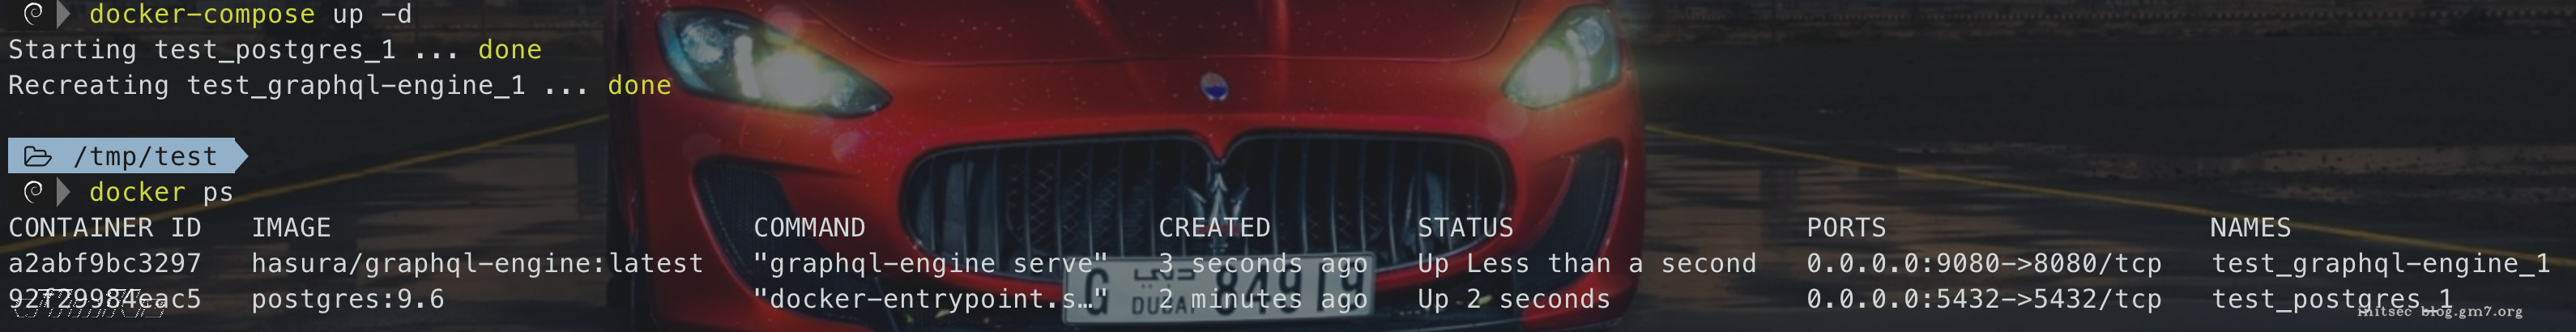 docker-compose up -d
Starting test_postgres_1 ... done
Recreating test_graphql-engine_1 ... done
/tmp/test
docker ps
CONTAINER ID IMAGE COMMAND CREATED STATUS PORTS NAMES
a2abf9bc3297 hasura/graphql-engine:latest "graphql-engine serve" 3 seconds ago Up Less than a second 0.0.0.0:9080->8080/tcp test_graphql-engine_1
92f29984eac5 postgres:9.6 "docker-entrypoint.s…" 2 minutes ago Up 2 seconds 0.0.0.0:5432->5432/tcp test_postgres_1
G DUBAI 84919
blog.gm7.org